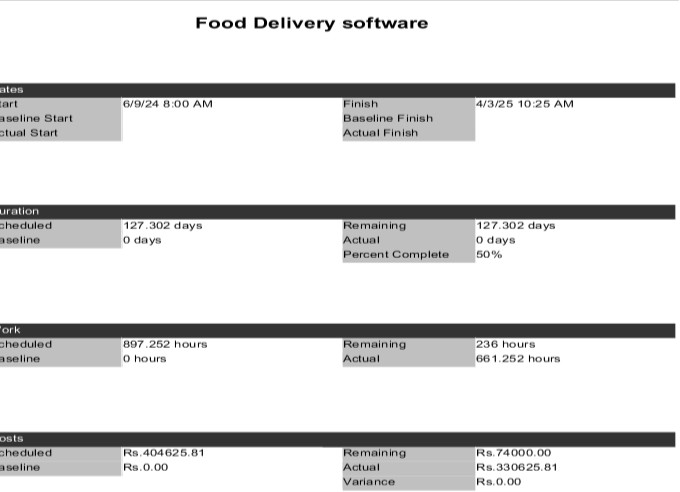 Food Delivery software
ates
tart 6/9/24 8:00 AM Finish 4/3/25 10:25 AM
aseline Start Baseline Finish
ctual Start Actual Finish
uration
cheduled 127.302 days Remaining 127.302 days
aseline 0 days Actual 0 days
Percent Complete 50%
ork
cheduled 897.252 hours Remaining 236 hours
aseline 0 hours Actual 661.252 hours
osts
cheduled Rs.404625.81 Remaining Rs.74000.00
aseline Rs.0.00 Actual Rs.330625.81
Variance Rs.0.00